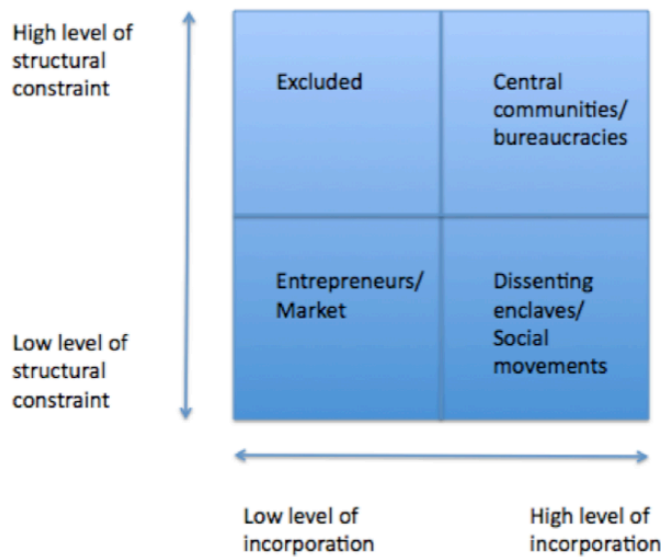 High level of
structural
constraint
Excluded
Central
communities/
bureaucracies
Entrepreneurs/
Market
Dissenting
enclaves/
Social
movements
Low level of
structural
constraint
Low level of
incorporation
High level of
incorporation